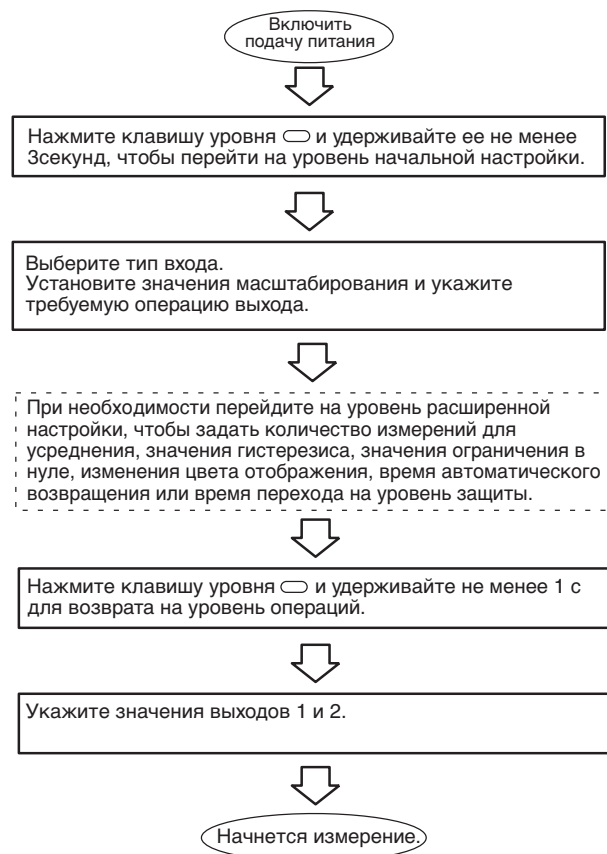 Включить
подачу питания
Нажмите клавишу уровня и удерживайте ее не менее
3секунд, чтобы перейти на уровень начальной настройки.
Выберите тип входа.
Установите значения масштабирования и укажите
требуемую операцию выхода.
При необходимости перейдите на уровень расширенной
настройки, чтобы задать количество измерений для
усреднения, значения гистерезиса, значения ограничения в
нуле, изменения цвета отображения, время автоматического
возвращения или время перехода на уровень защиты.
Нажмите клавишу уровня и удерживайте не менее 1 с
для возврата на уровень операций.
Укажите значения выходов 1 и 2.
Начнется измерение.